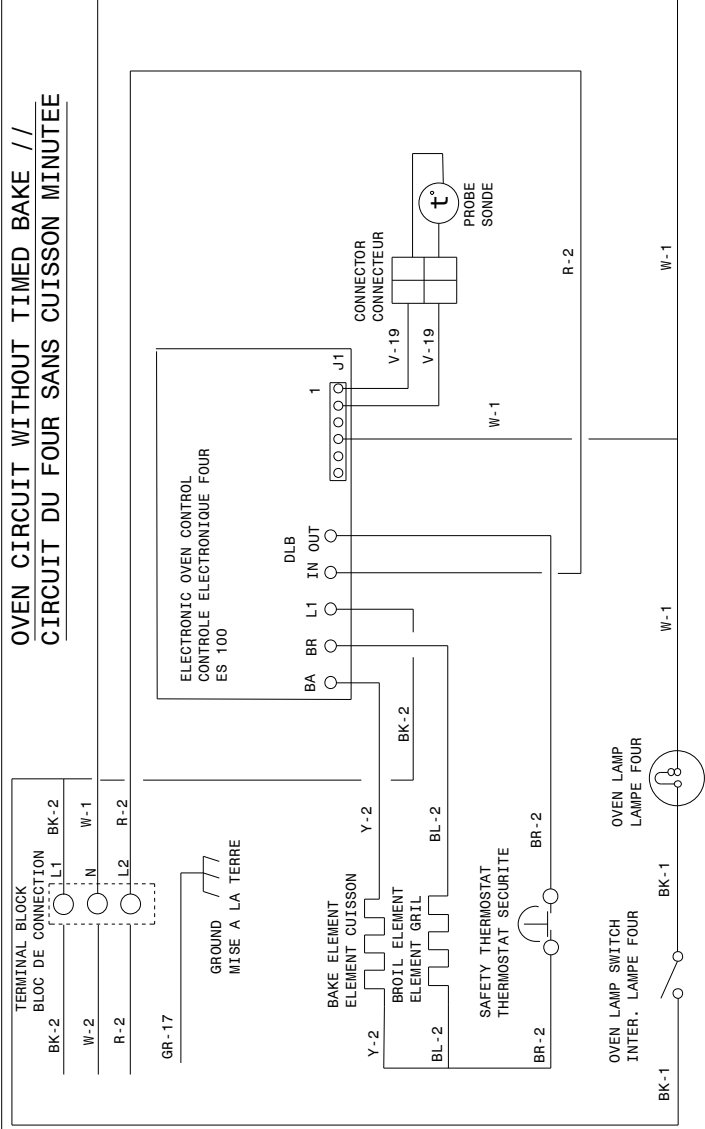 OVEN CIRCUIT WITHOUT TIMED BAKE //
CIRCUIT DU FOUR SANS CUISSON MINUTEE
TERMINAL BLOCK
BLOC DE CONNECTION
BK-2
L1
BK-2
W-2
N
W-1
R-2
L2
R-2
GR-17
GROUND
MISE A LA TERRE
ELECTRONIC OVEN CONTROL
CONTROLE ELECTRONIQUE FOUR
ES 100
BA
BR
L1
DLB
IN
OUT
1
J1
CONNECTOR
CONNECTEUR
V-19
V-19
t°
PROBE
SONDE
R-2
W-1
BK-2
BAKE ELEMENT
ELEMENT CUISSON
Y-2
Y-2
BROIL ELEMENT
ELEMENT GRIL
BL-2
BL-2
SAFETY THERMOSTAT
THERMOSTAT SECURITE
BR-2
BR-2
OVEN LAMP SWITCH
INTER. LAMPE FOUR
OVEN LAMP
LAMPE FOUR
BK-1
BK-1
W-1
W-1